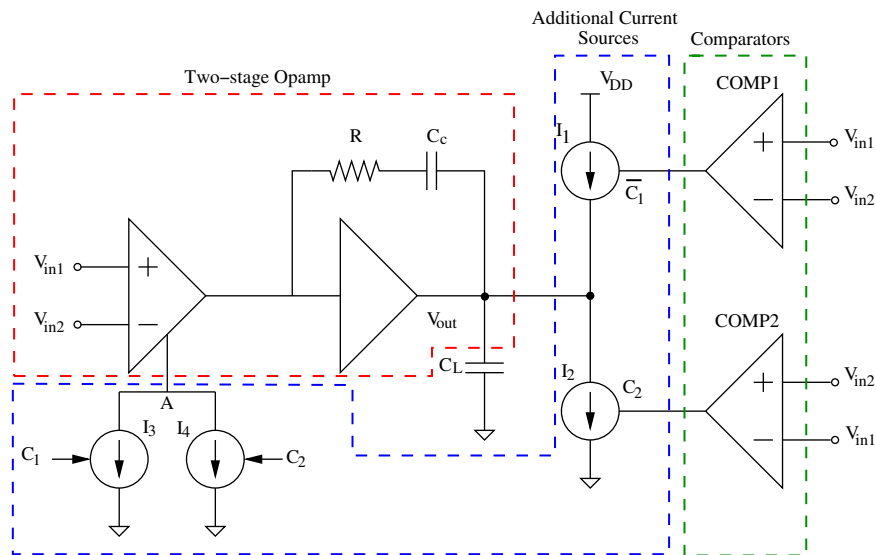 Additional Current
Sources
Comparators
Two-stage Opamp
V_DD
COMP1
R
C_c
I_1
+
V_in1
C̅_1
−
V_in2
V_in1
+
V_in2
−
V_out
COMP2
C_L
I_2
C_2
+
V_in2
A
I_3
I_4
−
V_in1
C_1
C_2